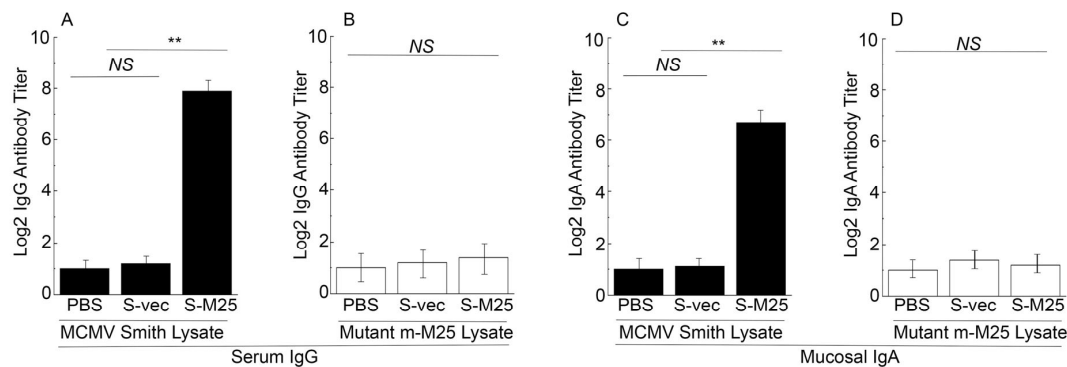 A
Log2 IgG Antibody Titer
10
8
6
4
2
0
**
NS
PBS S-vec S-M25
MCMV Smith Lysate
B
Log2 IgG Antibody Titer
10
8
6
4
2
0
NS
PBS S-vec S-M25
Mutant m-M25 Lysate
Serum IgG
C
Log2 IgA Antibody Titer
10
8
6
4
2
0
**
NS
PBS S-vec S-M25
MCMV Smith Lysate
D
Log2 IgA Antibody Titer
10
8
6
4
2
0
NS
PBS S-vec S-M25
Mutant m-M25 Lysate
Mucosal IgA